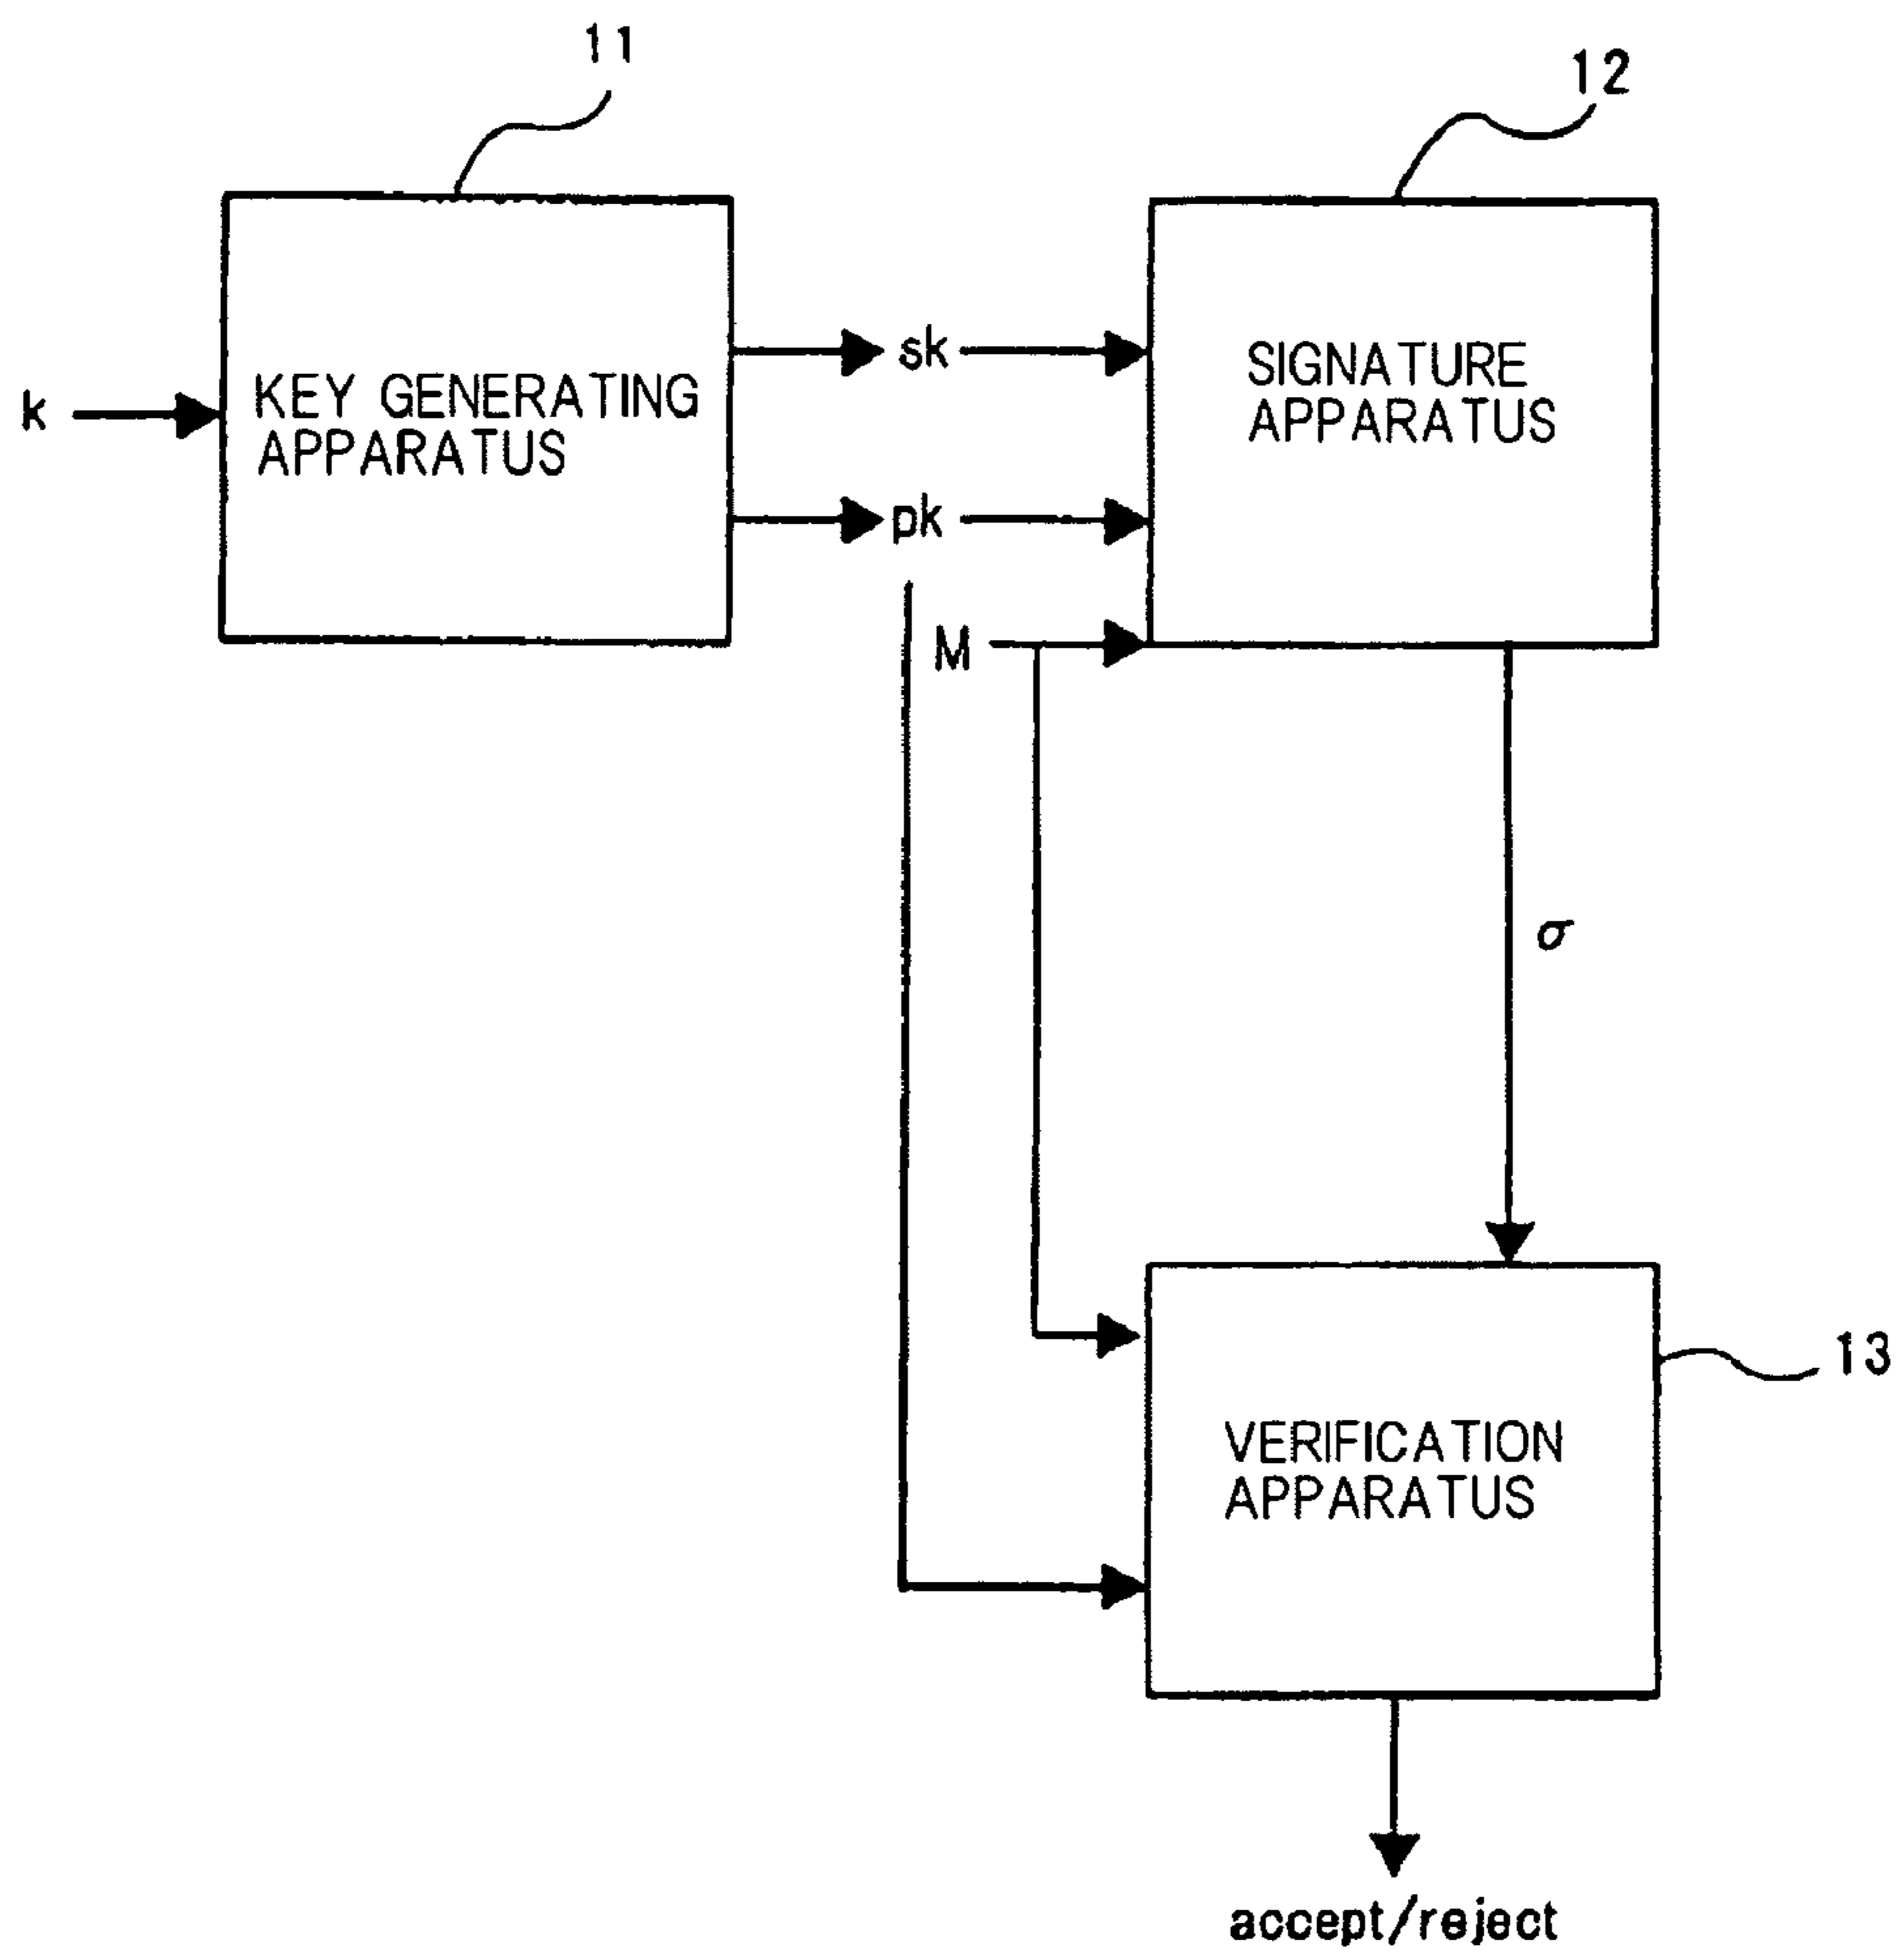 11
12
k
KEY GENERATING
APPARATUS
sk
pk
M
SIGNATURE
APPARATUS
σ
13
VERIFICATION
APPARATUS
accept/reject